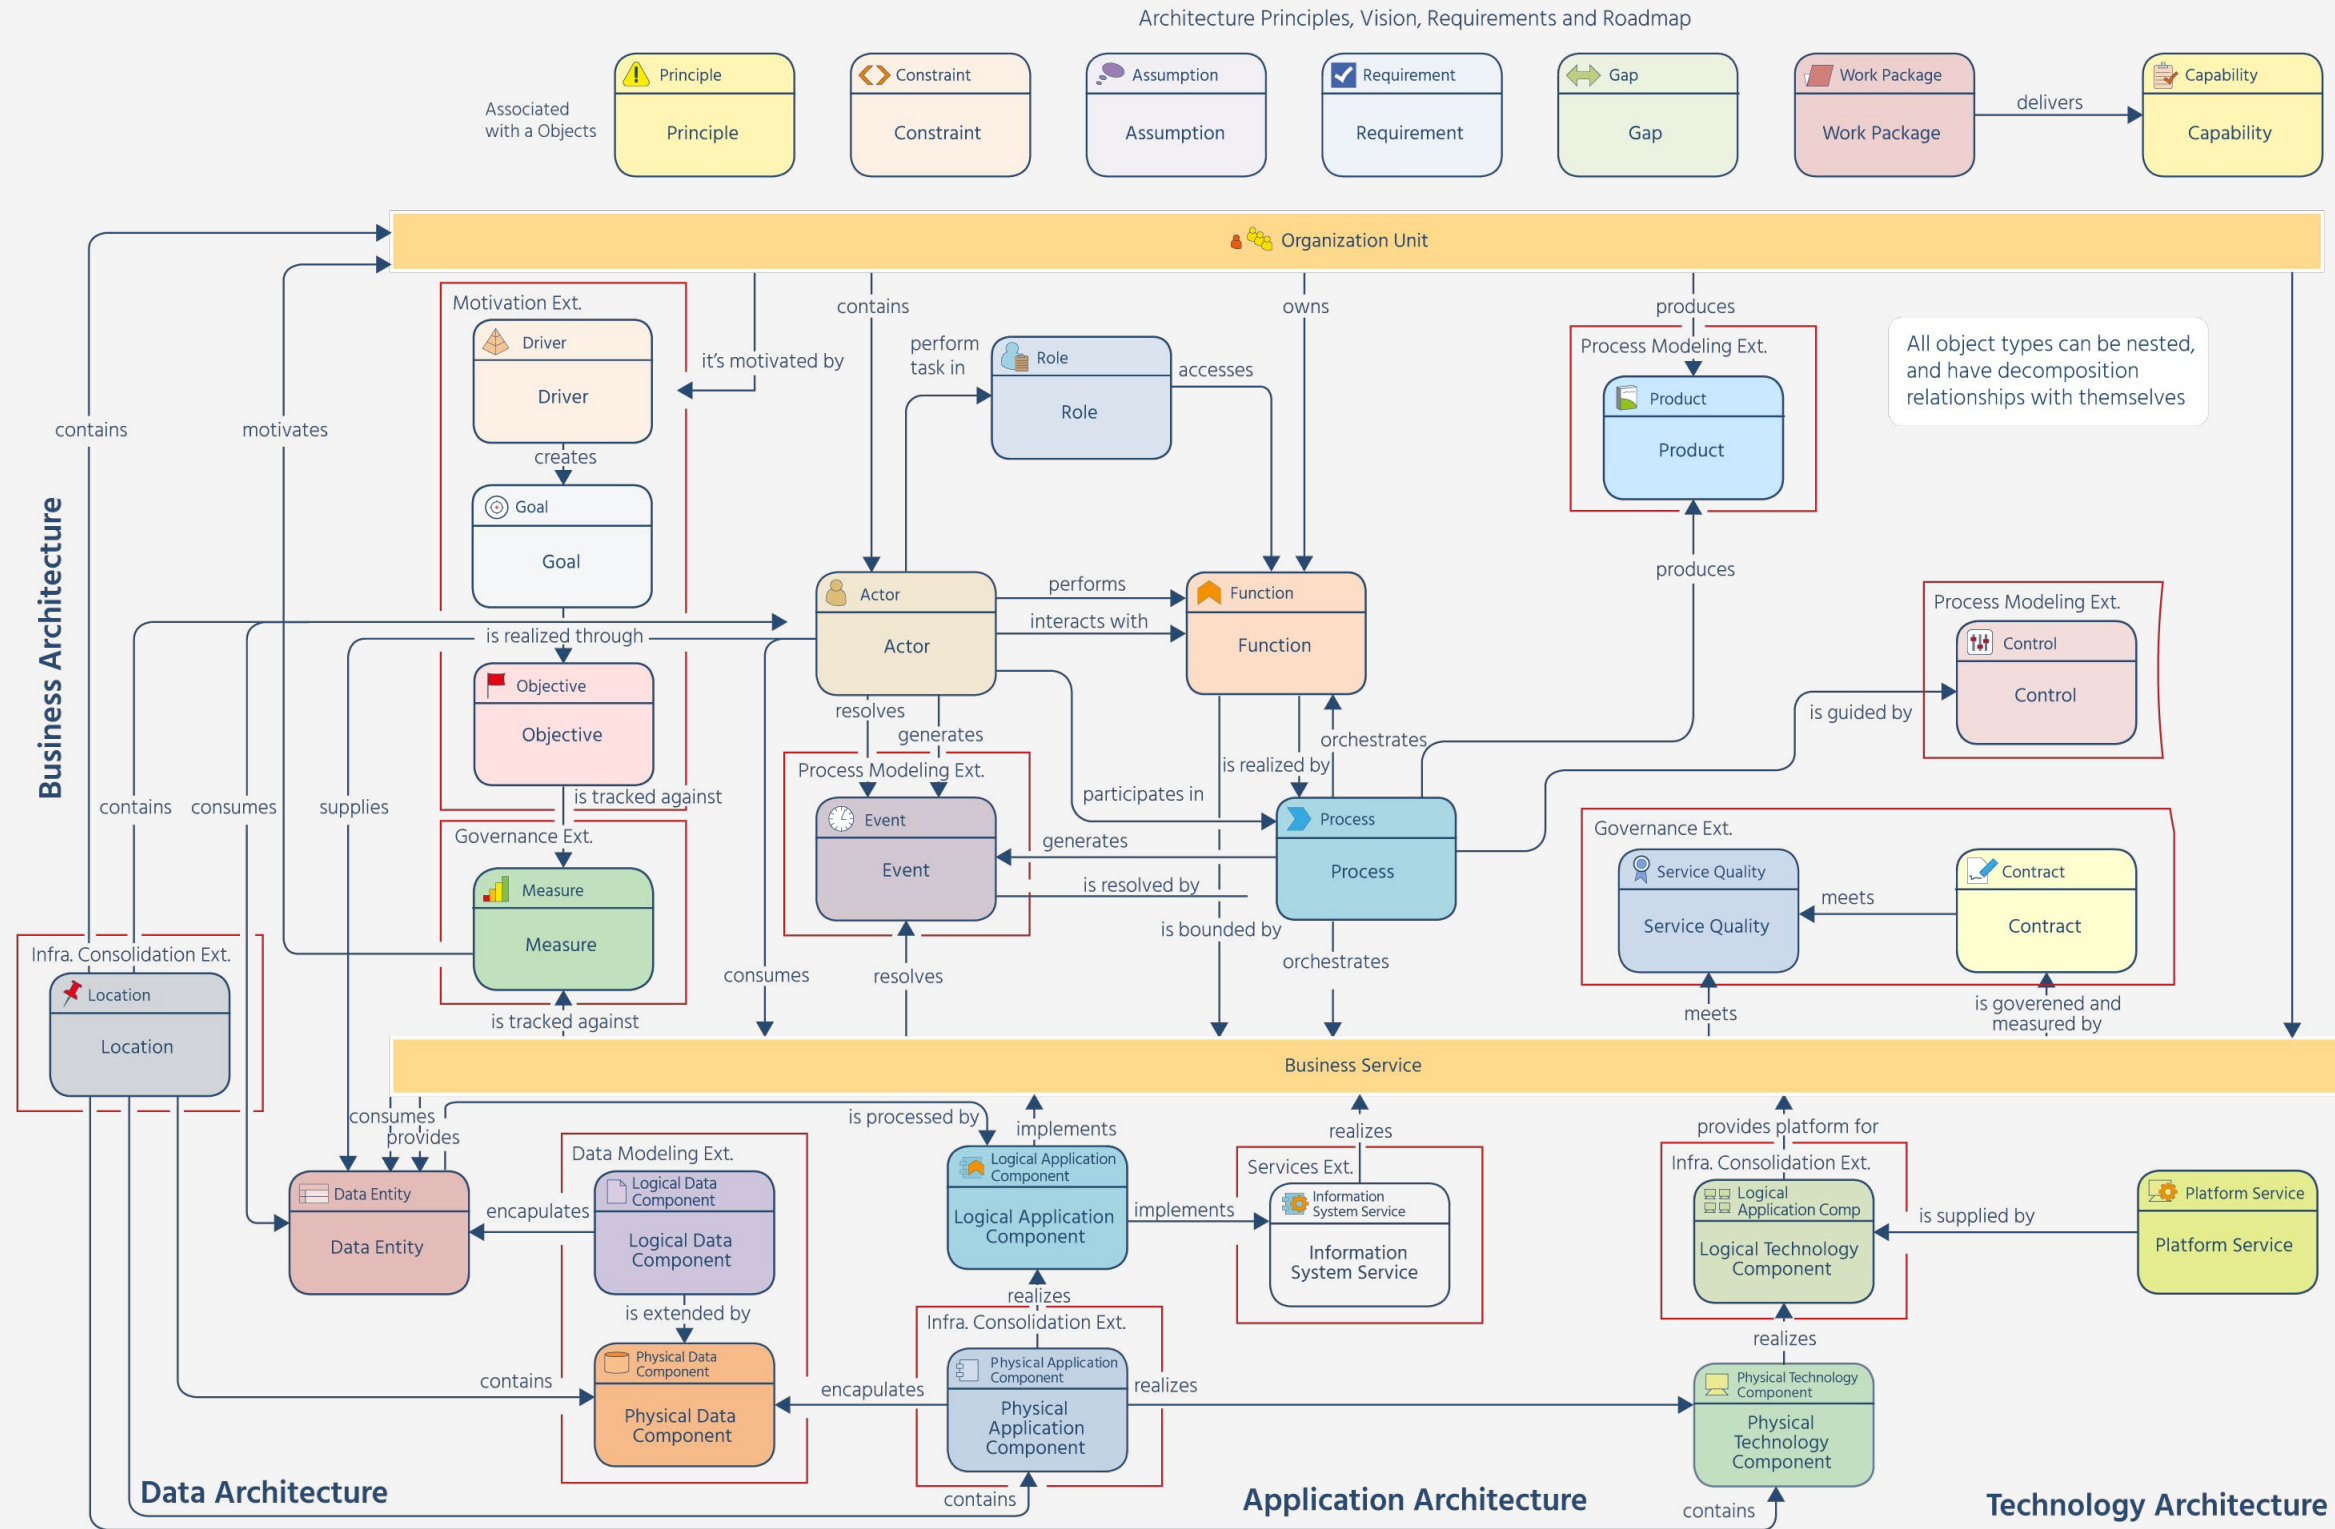 Architecture Principles, Vision, Requirements and Roadmap
Associated
with a Objects
Principle
Principle
Constraint
Constraint
Assumption
Assumption
Requirement
Requirement
Gap
Gap
Work Package
Work Package
delivers
Capability
Capability
Organization Unit
Motivation Ext.
contains
owns
produces
Driver
Driver
it's motivated by
perform
task in
Role
Role
accesses
Process Modeling Ext.
Product
Product
All object types can be nested,
and have decomposition
relationships with themselves
contains
motivates
creates
Goal
Goal
Business Architecture
produces
Actor
Actor
performs
interacts with
Function
Function
Process Modeling Ext.
Control
Control
is realized through
Objective
Objective
resolves
generates
orchestrates
is guided by
is realized by
Process Modeling Ext.
is tracked against
contains
consumes
supplies
participates in
Event
Event
Process
Process
generates
is resolved by
Governance Ext.
Measure
Measure
Governance Ext.
Service Quality
Service Quality
meets
Contract
Contract
is bounded by
orchestrates
Infra. Consolidation Ext.
Location
Location
consumes
resolves
is tracked against
meets
is goverened and
measured by
Business Service
consumes
provides
is processed by
implements
realizes
provides platform for
Data Entity
Data Entity
Data Modeling Ext.
Logical Data
Component
Logical Data
Component
encapulates
Logical Application
Component
Logical Application
Component
implements
Services Ext.
Information
System Service
Information
System Service
Infra. Consolidation Ext.
Logical
Application Comp
Logical Technology
Component
is supplied by
Platform Service
Platform Service
is extended by
realizes
Infra. Consolidation Ext.
realizes
contains
Physical Data
Component
Physical Data
Component
encapulates
Physical Application
Component
Physical
Application
Component
realizes
Physical Technology
Component
Physical
Technology
Component
Data Architecture
contains
Application Architecture
contains
Technology Architecture